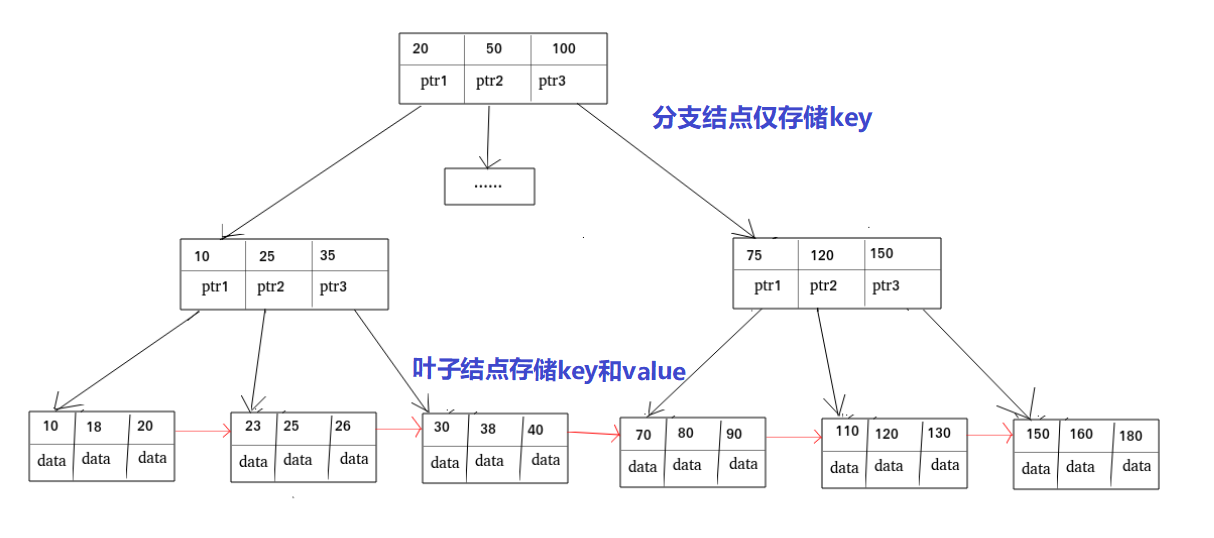 20 50 100
ptr1 ptr2 ptr3
分支结点仅存储key
......
10 25 35
ptr1 ptr2 ptr3
75 120 150
ptr1 ptr2 ptr3
叶子结点存储key和value
10 18 20
data data data
23 25 26
data data data
30 38 40
data data data
70 80 90
data data data
110 120 130
data data data
150 160 180
data data data